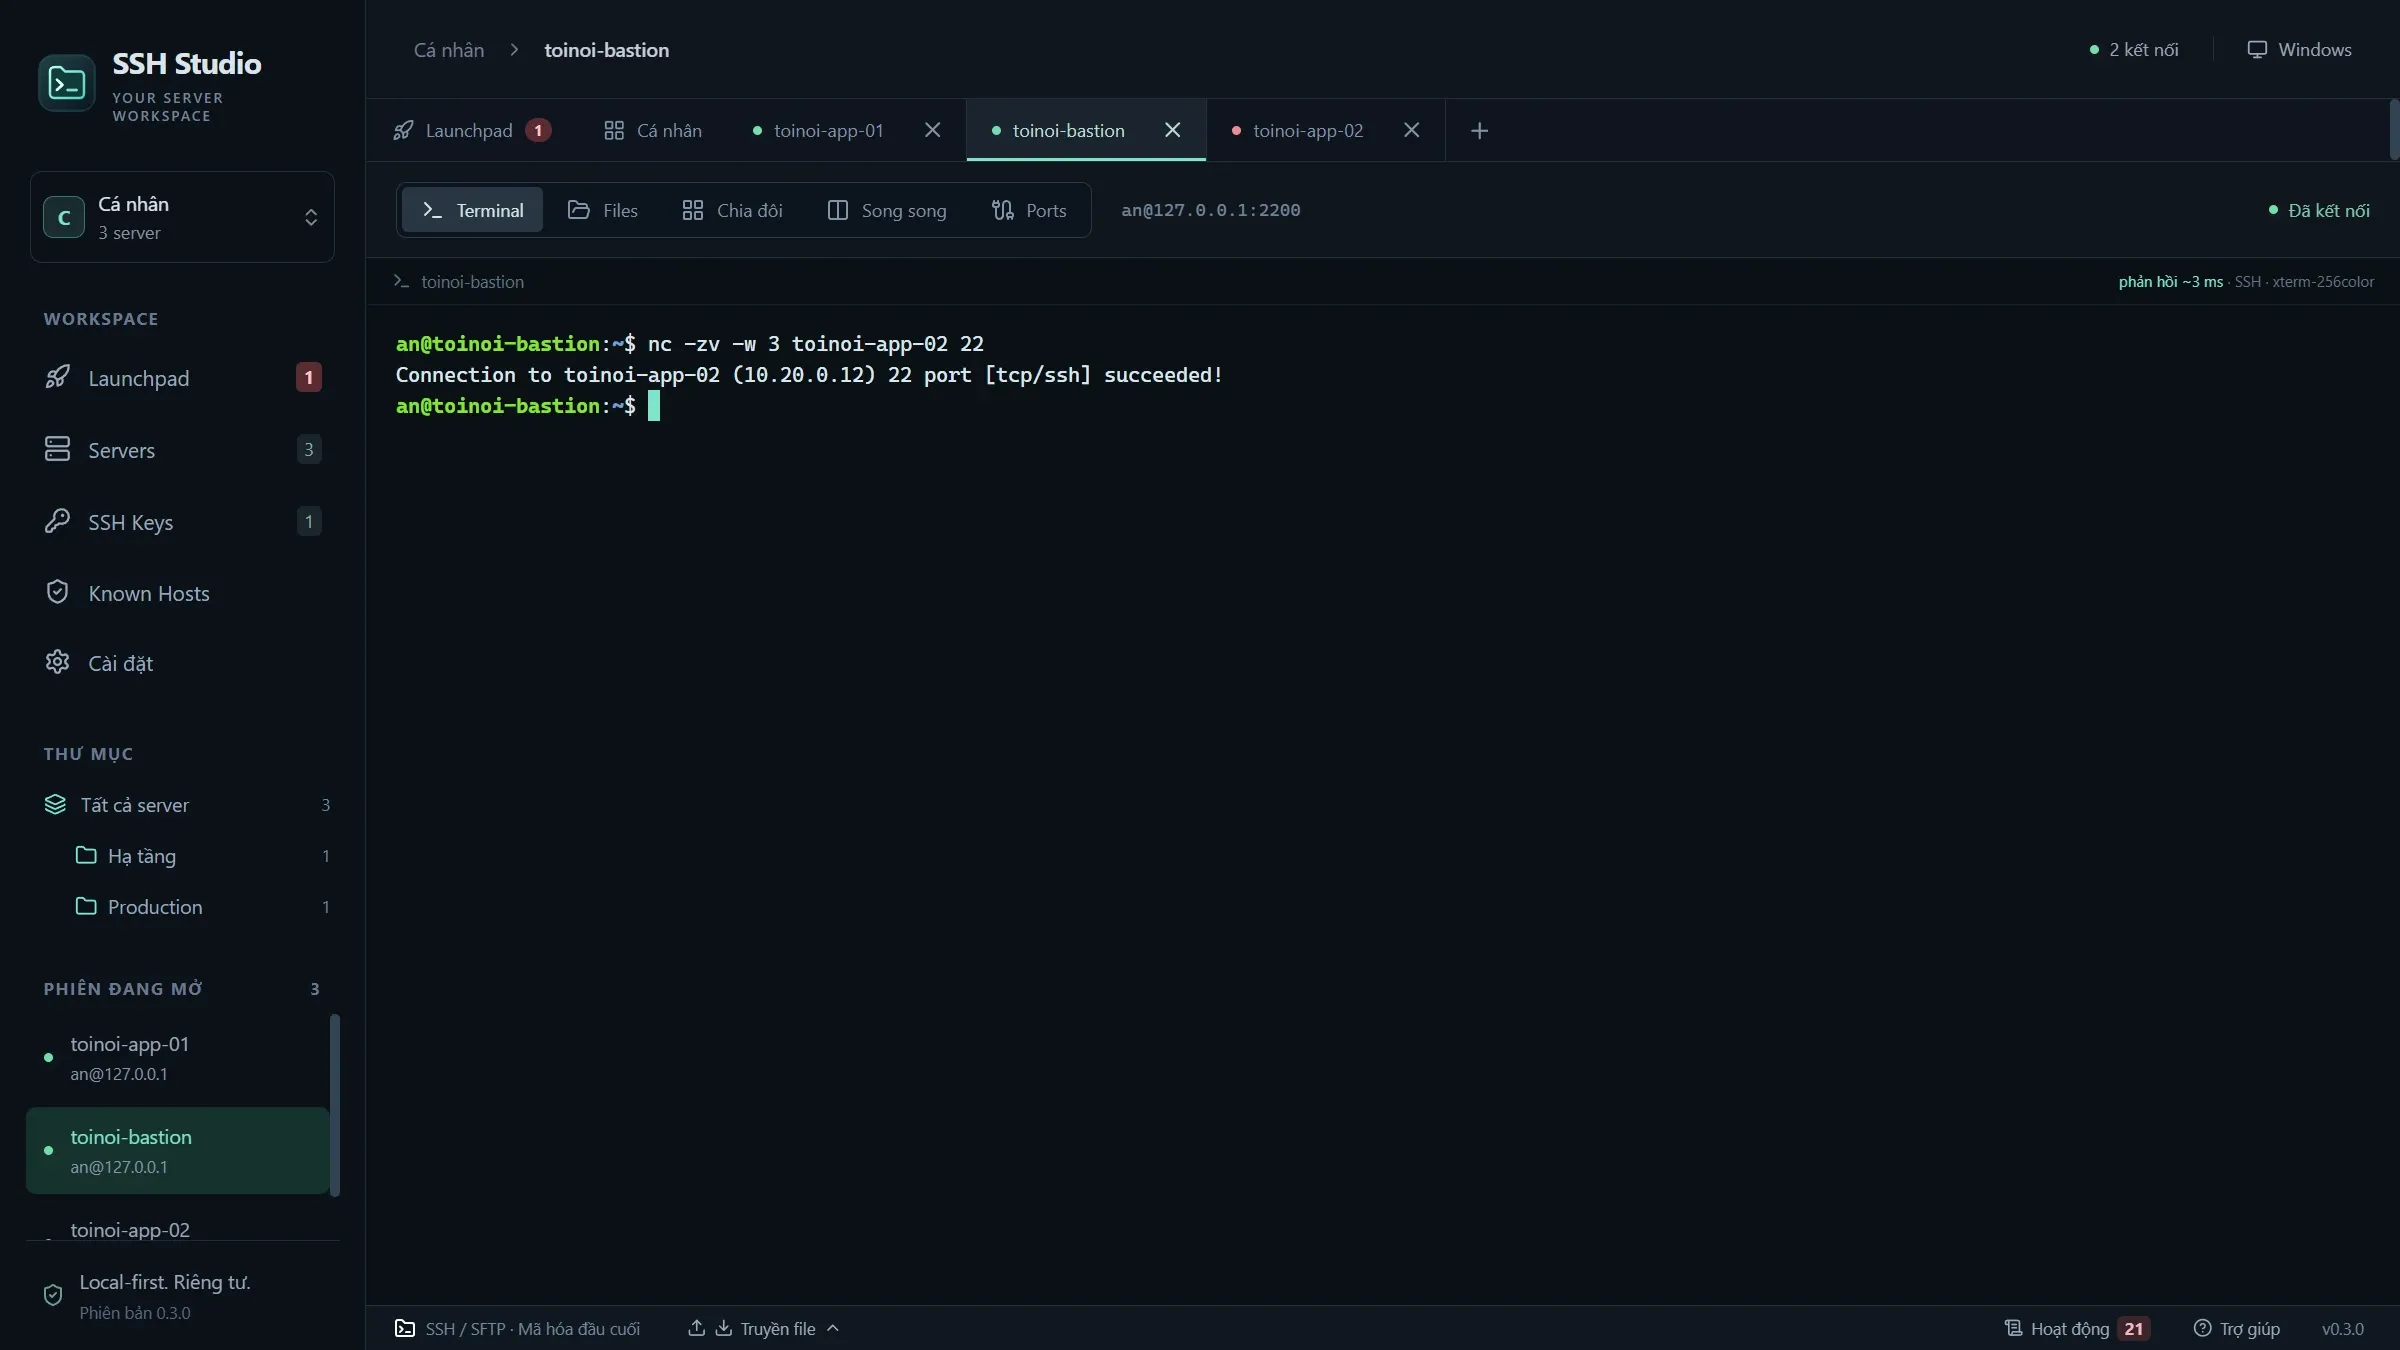 SSH Studio
YOUR SERVER
WORKSPACE
C
Cá nhân
3 server
WORKSPACE
Launchpad 1
Servers 3
SSH Keys 1
Known Hosts
Cài đặt
THƯ MỤC
Tất cả server 3
Hạ tầng 1
Production 1
PHIÊN ĐANG MỞ 3
toinoi-app-01
an@127.0.0.1
toinoi-bastion
an@127.0.0.1
toinoi-app-02
Local-first. Riêng tư.
Phiên bản 0.3.0
Cá nhân > toinoi-bastion
2 kết nối
Windows
Launchpad 1
Cá nhân
toinoi-app-01
toinoi-bastion
toinoi-app-02
Terminal
Files
Chia đôi
Song song
Ports
an@127.0.0.1:2200
Đã kết nối
toinoi-bastion
phản hồi ~3 ms · SSH · xterm-256color
an@toinoi-bastion:~$ nc -zv -w 3 toinoi-app-02 22
Connection to toinoi-app-02 (10.20.0.12) 22 port [tcp/ssh] succeeded!
an@toinoi-bastion:~$
SSH / SFTP · Mã hóa đầu cuối
Truyền file
Hoạt động 21
Trợ giúp
v0.3.0